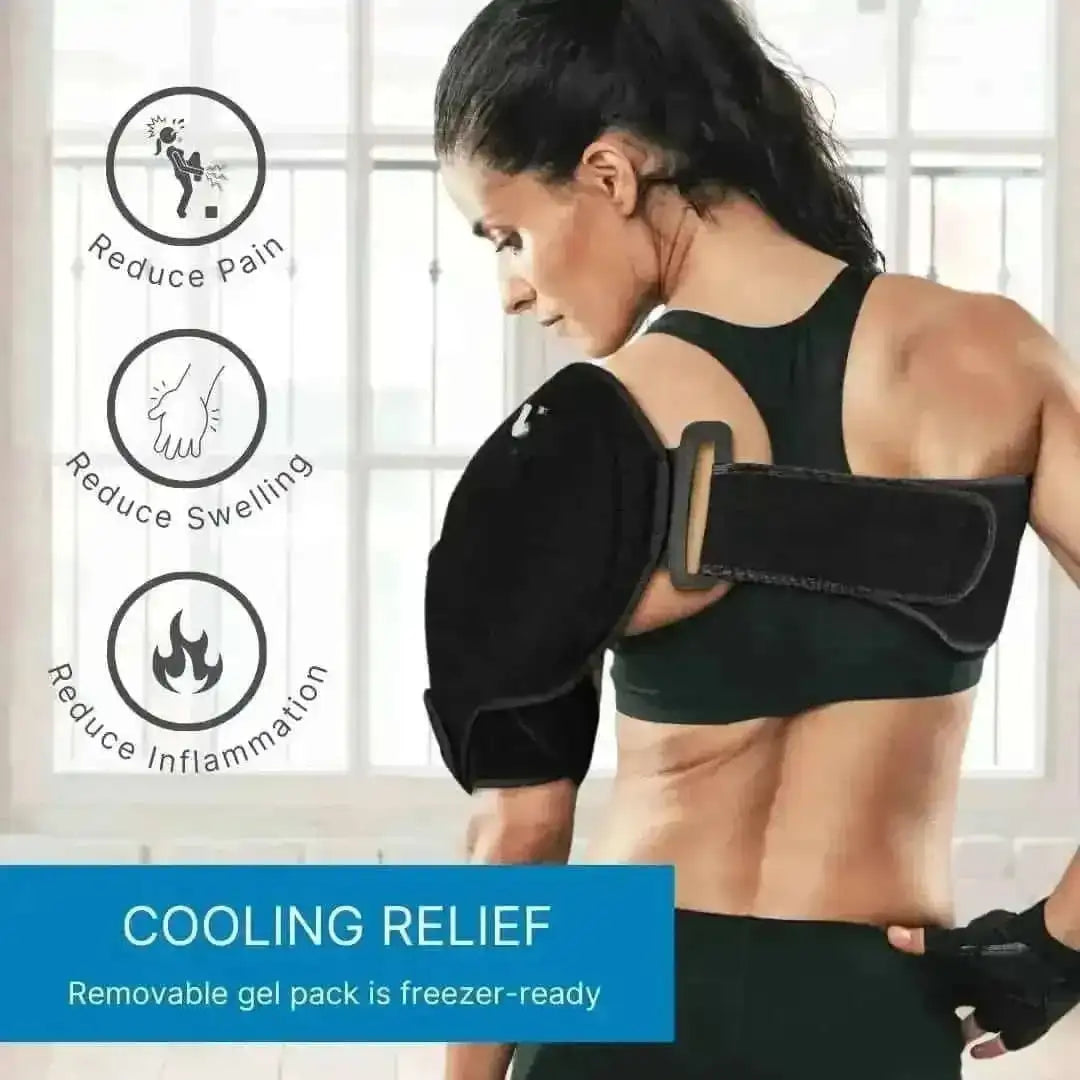 Reduce Pain
Reduce Swelling
Reduce Inflammation
COOLING RELIEF
Removable gel pack is freezer-ready